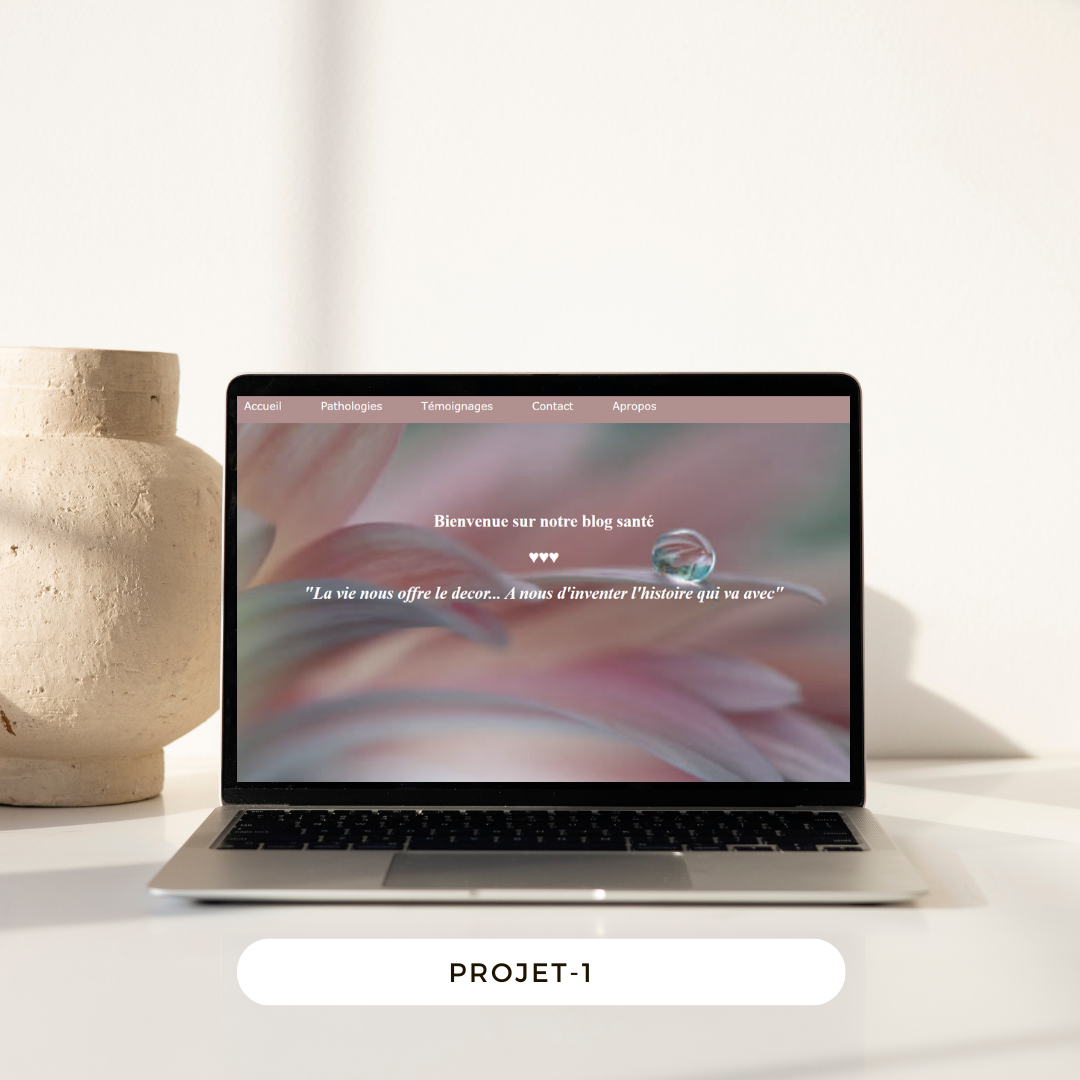 Accueil Pathologies Témoignages Contact Apropos
Bienvenue sur notre blog santé
♥♥♥
"La vie nous offre le decor... A nous d'inventer l'histoire qui va avec"
PROJET-1